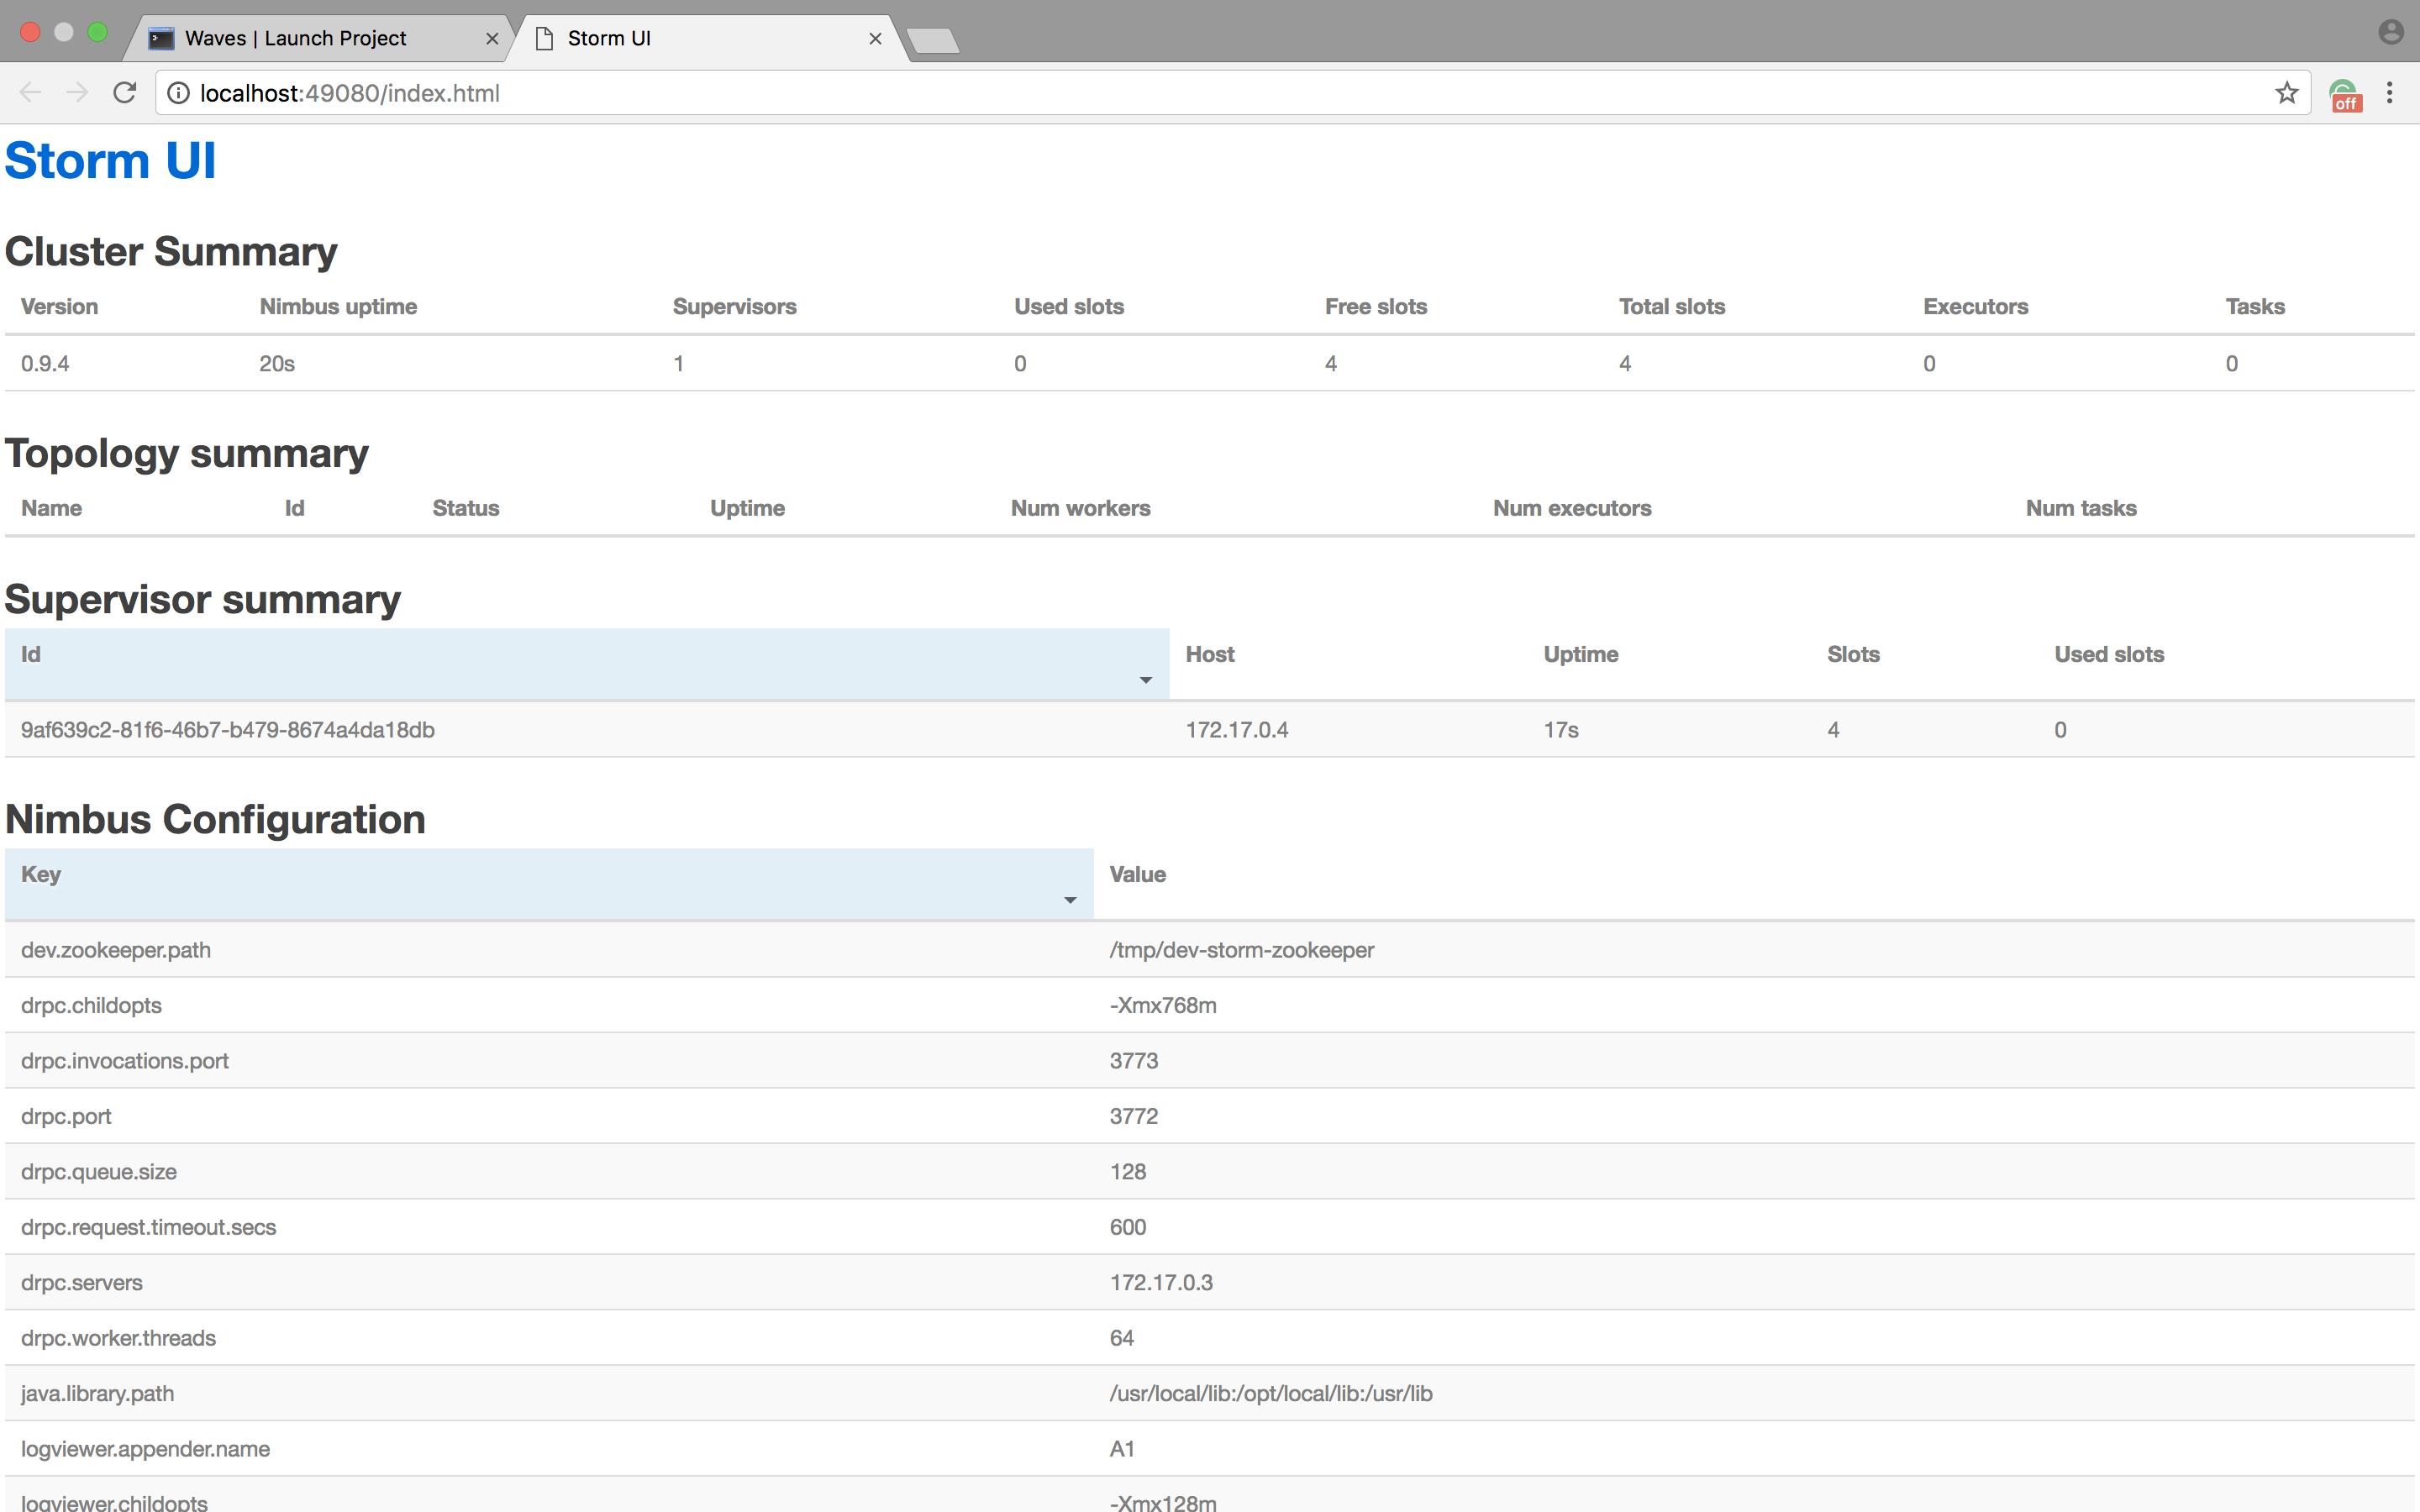 Waves | Launch Project
Storm UI
localhost:49080/index.html
off
Storm UI
Cluster Summary
Version Nimbus uptime Supervisors Used slots Free slots Total slots Executors Tasks
0.9.4 20s 1 0 4 4 0 0
Topology summary
Name Id Status Uptime Num workers Num executors Num tasks
Supervisor summary
Id Host Uptime Slots Used slots
9af639c2-81f6-46b7-b479-8674a4da18db 172.17.0.4 17s 4 0
Nimbus Configuration
Key Value
dev.zookeeper.path /tmp/dev-storm-zookeeper
drpc.childopts -Xmx768m
drpc.invocations.port 3773
drpc.port 3772
drpc.queue.size 128
drpc.request.timeout.secs 600
drpc.servers 172.17.0.3
drpc.worker.threads 64
java.library.path /usr/local/lib:/opt/local/lib:/usr/lib
logviewer.appender.name A1
logviewer.childopts -Xmx128m